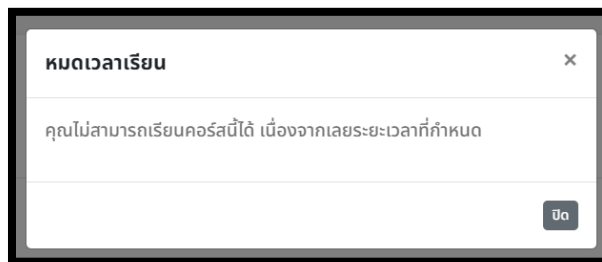 หมดเวลาเรียน
×
คุณไม่สามารถเรียนคอร์สนี้ได้ เนื่องจากเลยระยะเวลาที่กำหนด
ปิด